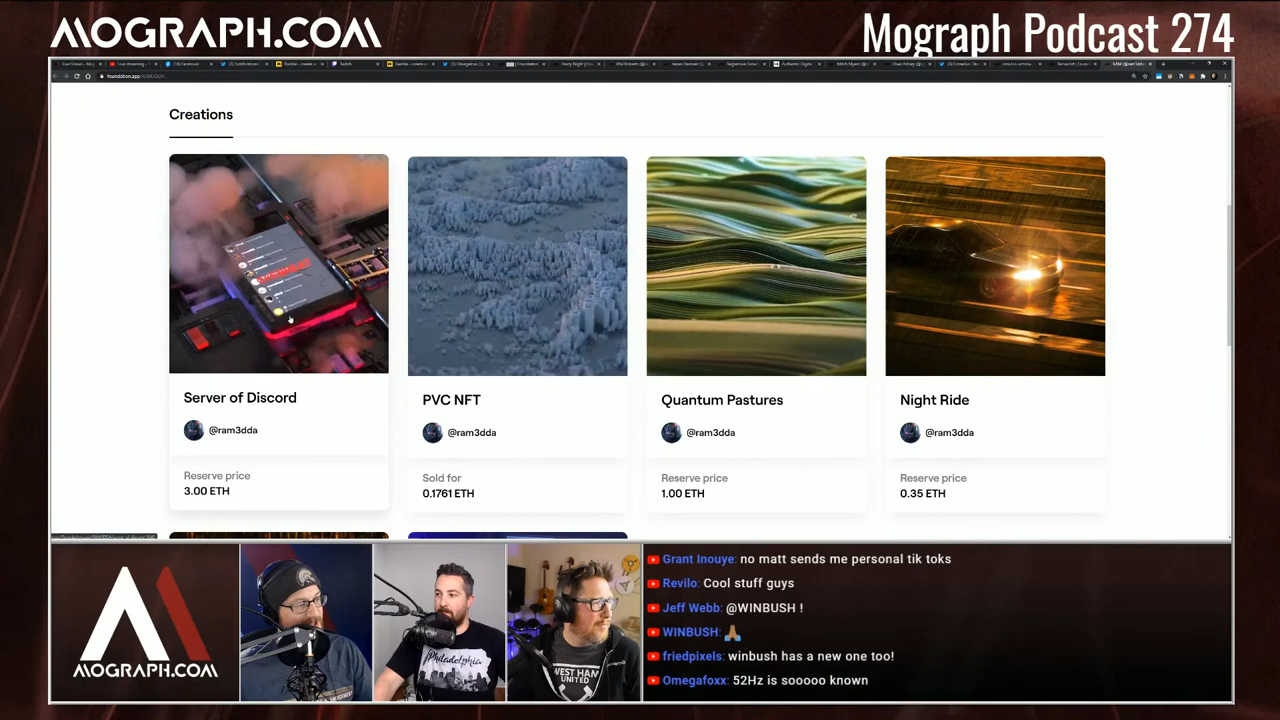 MOGRAPH.COM
Mograph Podcast 274
foundation.app/
Creations
Server of Discord
@ram3dda
Reserve price
3.00 ETH
PVC NFT
@ram3dda
Sold for
0.1761 ETH
Quantum Pastures
@ram3dda
Reserve price
1.00 ETH
Night Ride
@ram3dda
Reserve price
0.35 ETH
MOGRAPH.COM
Philadelphia
WEST HAM
UNITED
Grant Inouye: no matt sends me personal tik toks
Revilo: Cool stuff guys
Jeff Webb: @WINBUSH !
WINBUSH: 🙏🏽
friedpixels: winbush has a new one too!
Omegafoxx: 52Hz is sooooo known